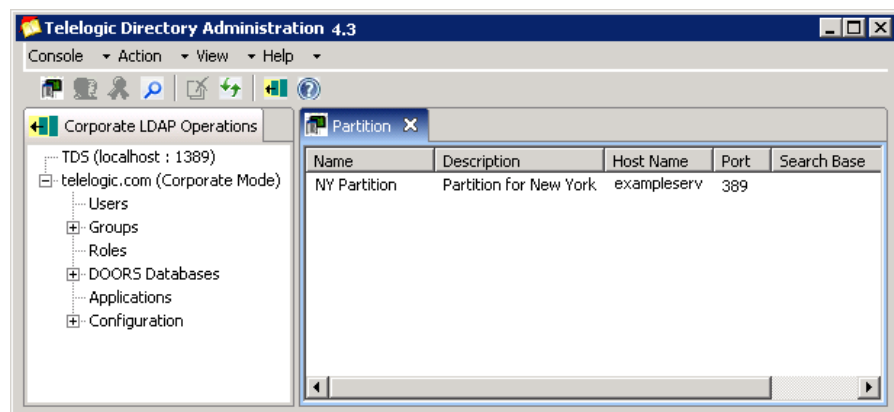 Telelogic Directory Administration 4.3
Console Action View Help
Corporate LDAP Operations
TDS (localhost : 1389)
telelogic.com (Corporate Mode)
Users
Groups
Roles
DOORS Databases
Applications
Configuration
Partition
Name Description Host Name Port Search Base
NY Partition Partition for New York exampleserv 389